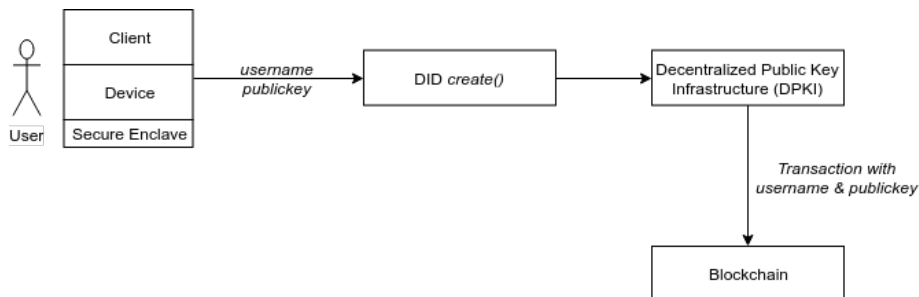 Client
Device
Secure Enclave
User
username
publickey
DID create()
Decentralized Public Key
Infrastructure (DPKI)
Transaction with
username & publickey
Blockchain